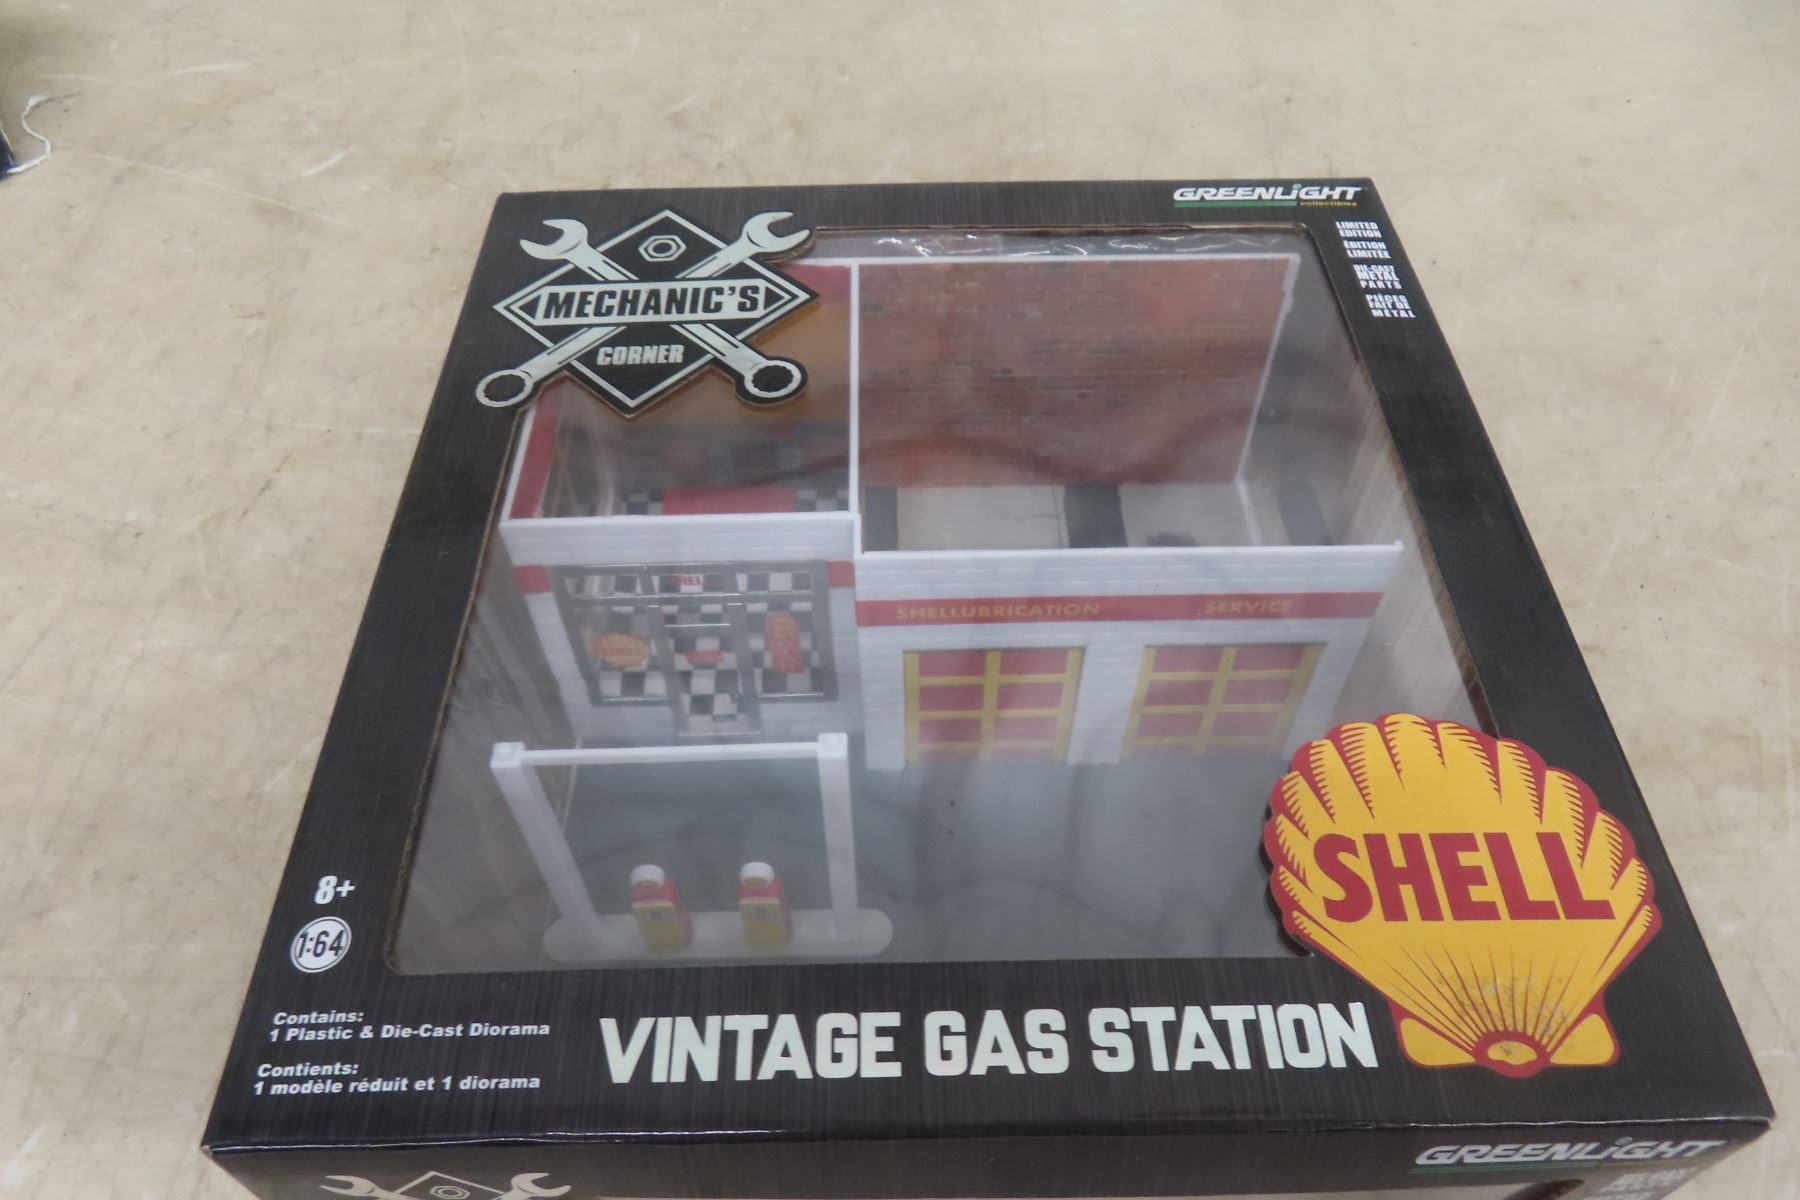 GREENLiGHT
collectibles
LIMITED
EDITION
ÉDITION
LIMITÉE
DIE-CAST
METAL
PARTS
PIÈCES
FAIT DE
MÉTAL
MECHANIC'S
CORNER
SHELL
SHELLUBRICATION SERVICE
SHELL
SHELL
8+
1:64
Contains:
1 Plastic & Die-Cast Diorama
Contients:
1 modèle réduit et 1 diorama
VINTAGE GAS STATION
GREENLiGHT